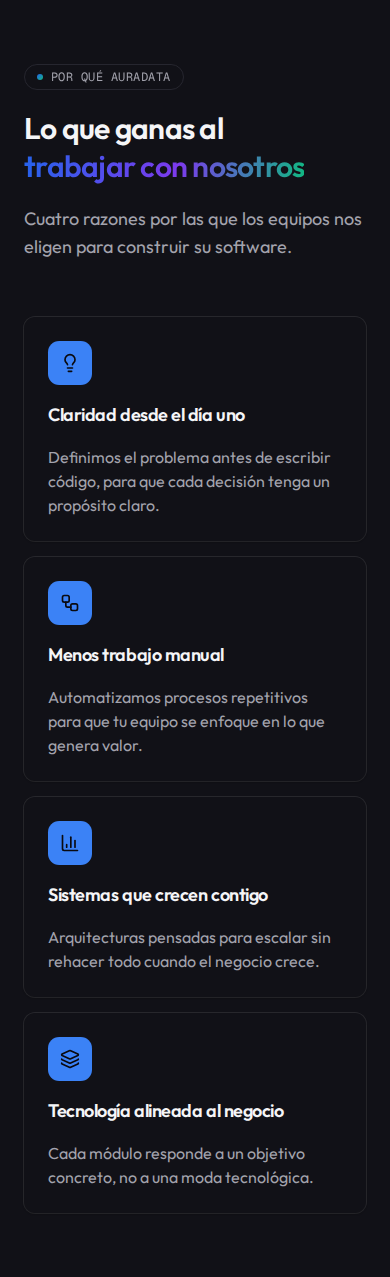 POR QUÉ AURADATA
Lo que ganas al
trabajar con nosotros
Cuatro razones por las que los equipos nos
eligen para construir su software.
Claridad desde el día uno
Definimos el problema antes de escribir
código, para que cada decisión tenga un
propósito claro.
Menos trabajo manual
Automatizamos procesos repetitivos
para que tu equipo se enfoque en lo que
genera valor.
Sistemas que crecen contigo
Arquitecturas pensadas para escalar sin
rehacer todo cuando el negocio crece.
Tecnología alineada al negocio
Cada módulo responde a un objetivo
concreto, no a una moda tecnológica.